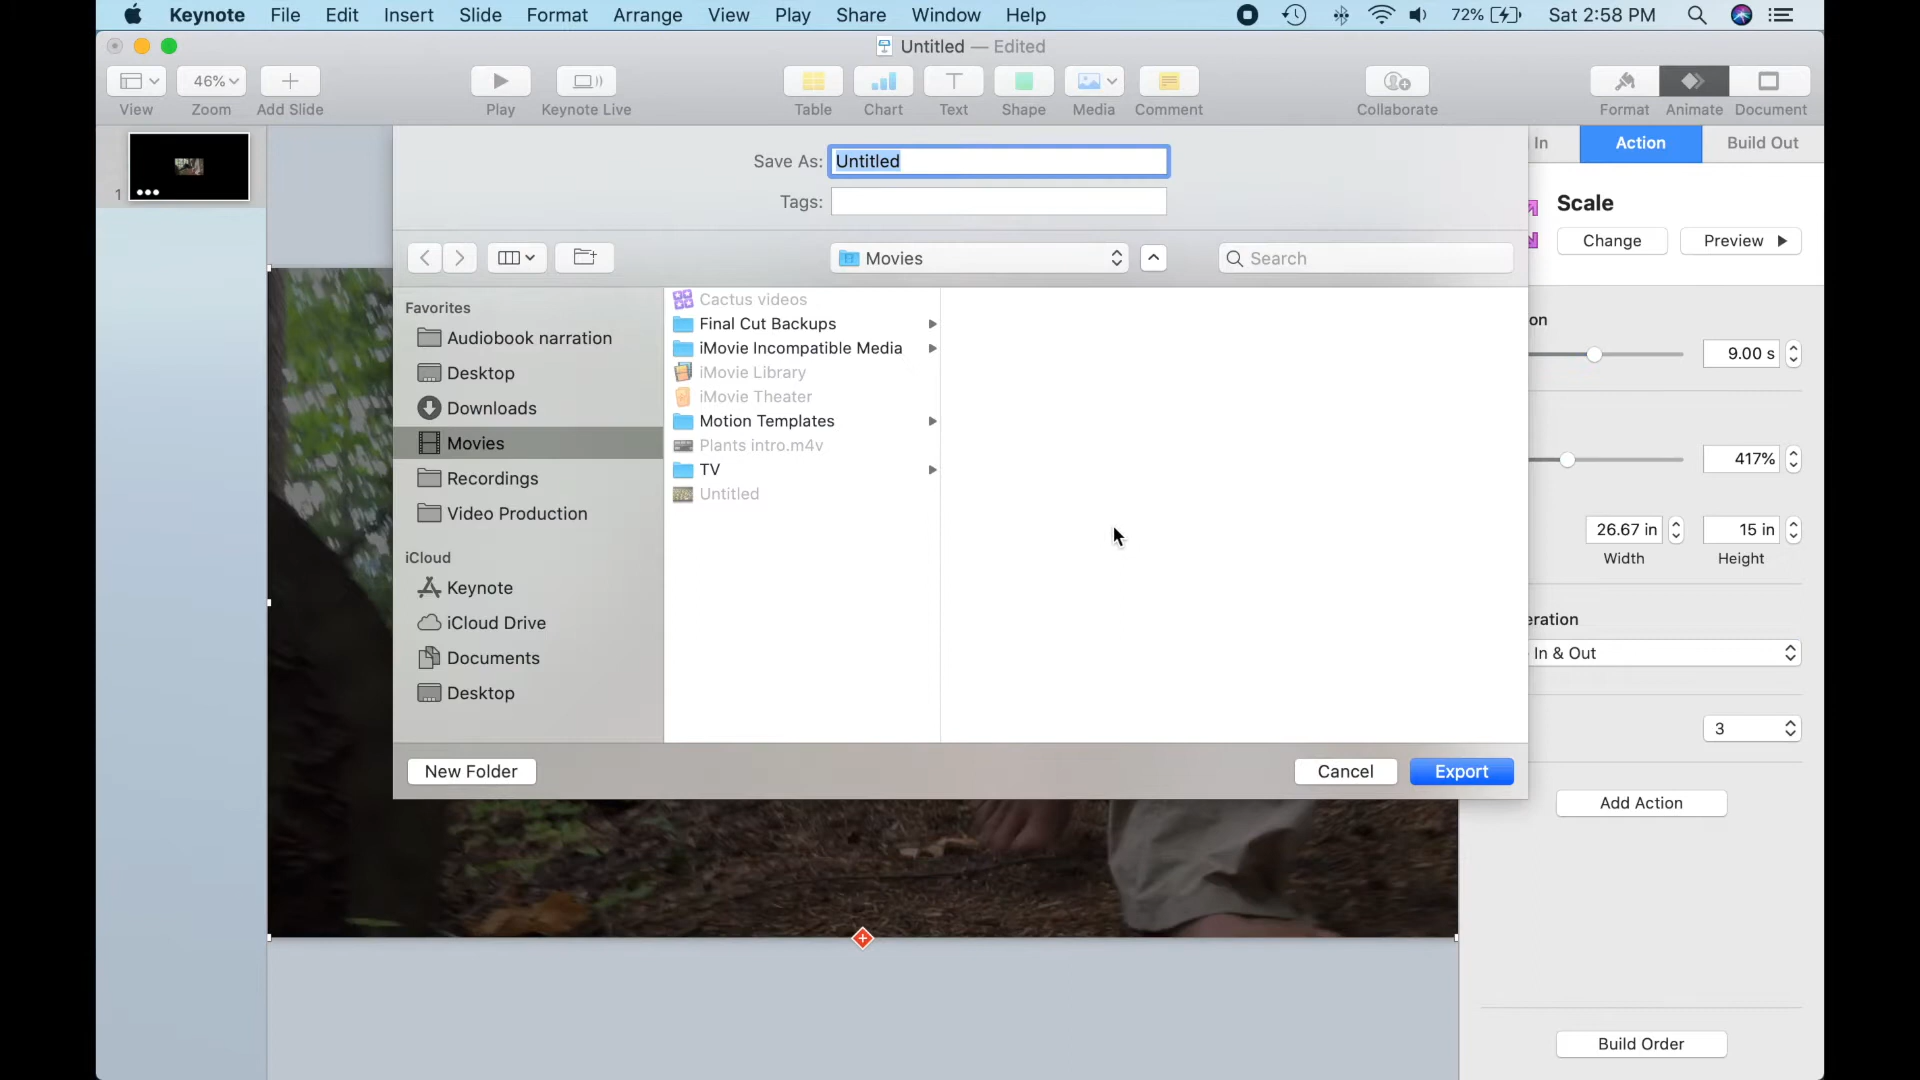 Keynote File Edit Insert Slide Format Arrange View Play Share Window Help 72% Sat 2:58 PM
Untitled — Edited
46%
View Zoom Add Slide Play Keynote Live Table Chart Text Shape Media Comment Collaborate Format Animate Document
1
Save As: Untitled
Tags:
Movies
Search
Favorites
Audiobook narration
Desktop
Downloads
Movies
Recordings
Video Production
iCloud
Keynote
iCloud Drive
Documents
Desktop
Cactus videos
Final Cut Backups
iMovie Incompatible Media
iMovie Library
iMovie Theater
Motion Templates
Plants intro.m4v
TV
Untitled
New Folder Cancel Export
In Action Build Out
Scale
Change Preview
on
9.00 s
417%
26.67 in 15 in
Width Height
eration
In & Out
3
Add Action
Build Order